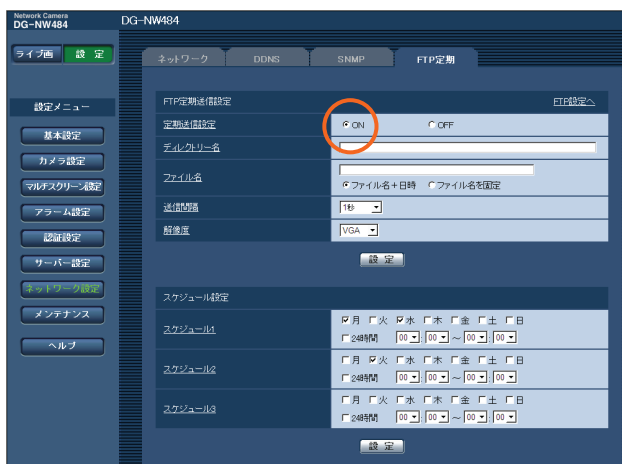 Network Camera
DG-NW484
DG-NW484
ライブ画 設 定
ネットワーク DDNS SNMP FTP定期
設定メニュー
基本設定
カメラ設定
マルチスクリーン設定
アラーム設定
認証設定
サーバー設定
ネットワーク設定
メンテナンス
ヘルプ
FTP定期送信設定 FTP設定へ
定期送信設定 ON OFF
ディレクトリー名
ファイル名
ファイル名+日時 ファイル名を固定
送信間隔 1秒
解像度 VGA
設 定
スケジュール設定
スケジュール1
月 火 水 木 金 土 日
24時間 00 : 00 ～ 00 : 00
スケジュール2
月 火 水 木 金 土 日
24時間 00 : 00 ～ 00 : 00
スケジュール3
月 火 水 木 金 土 日
24時間 00 : 00 ～ 00 : 00
設 定